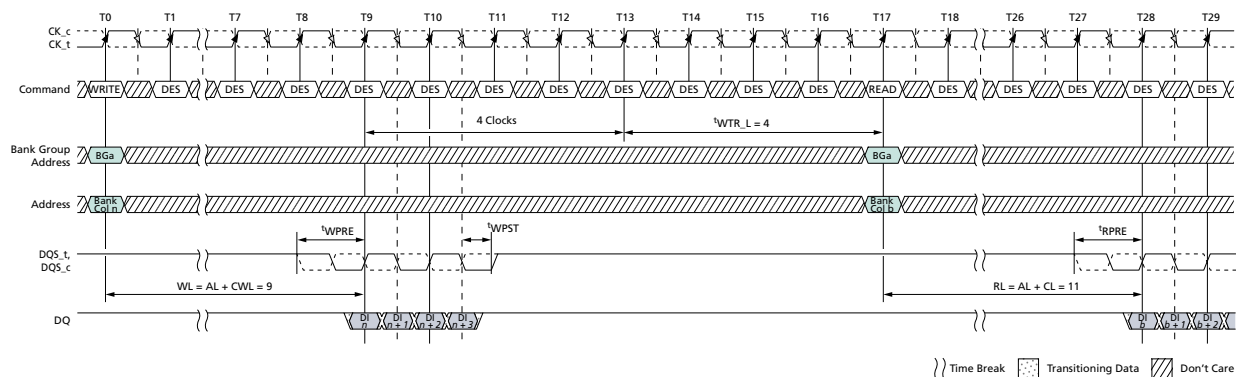 T0 T1 T7 T8 T9 T10 T11 T12 T13 T14 T15 T16 T17 T18 T26 T27 T28 T29
CK_c
CK_t
Command WRITE DES DES DES DES DES DES DES DES DES DES DES READ DES DES DES DES DES
4 Clocks tWTR_L = 4
Bank Group
Address BGa BGa
Address Bank
Col n Bank
Col b
tWPRE tWPST tRPRE
DQS_t,
DQS_c
WL = AL + CWL = 9 RL = AL + CL = 11
DQ DI
n DI
n + 1 DI
n + 2 DI
n + 3 DI
b DI
b + 1 DI
b + 2
Time Break Transitioning Data Don't Care